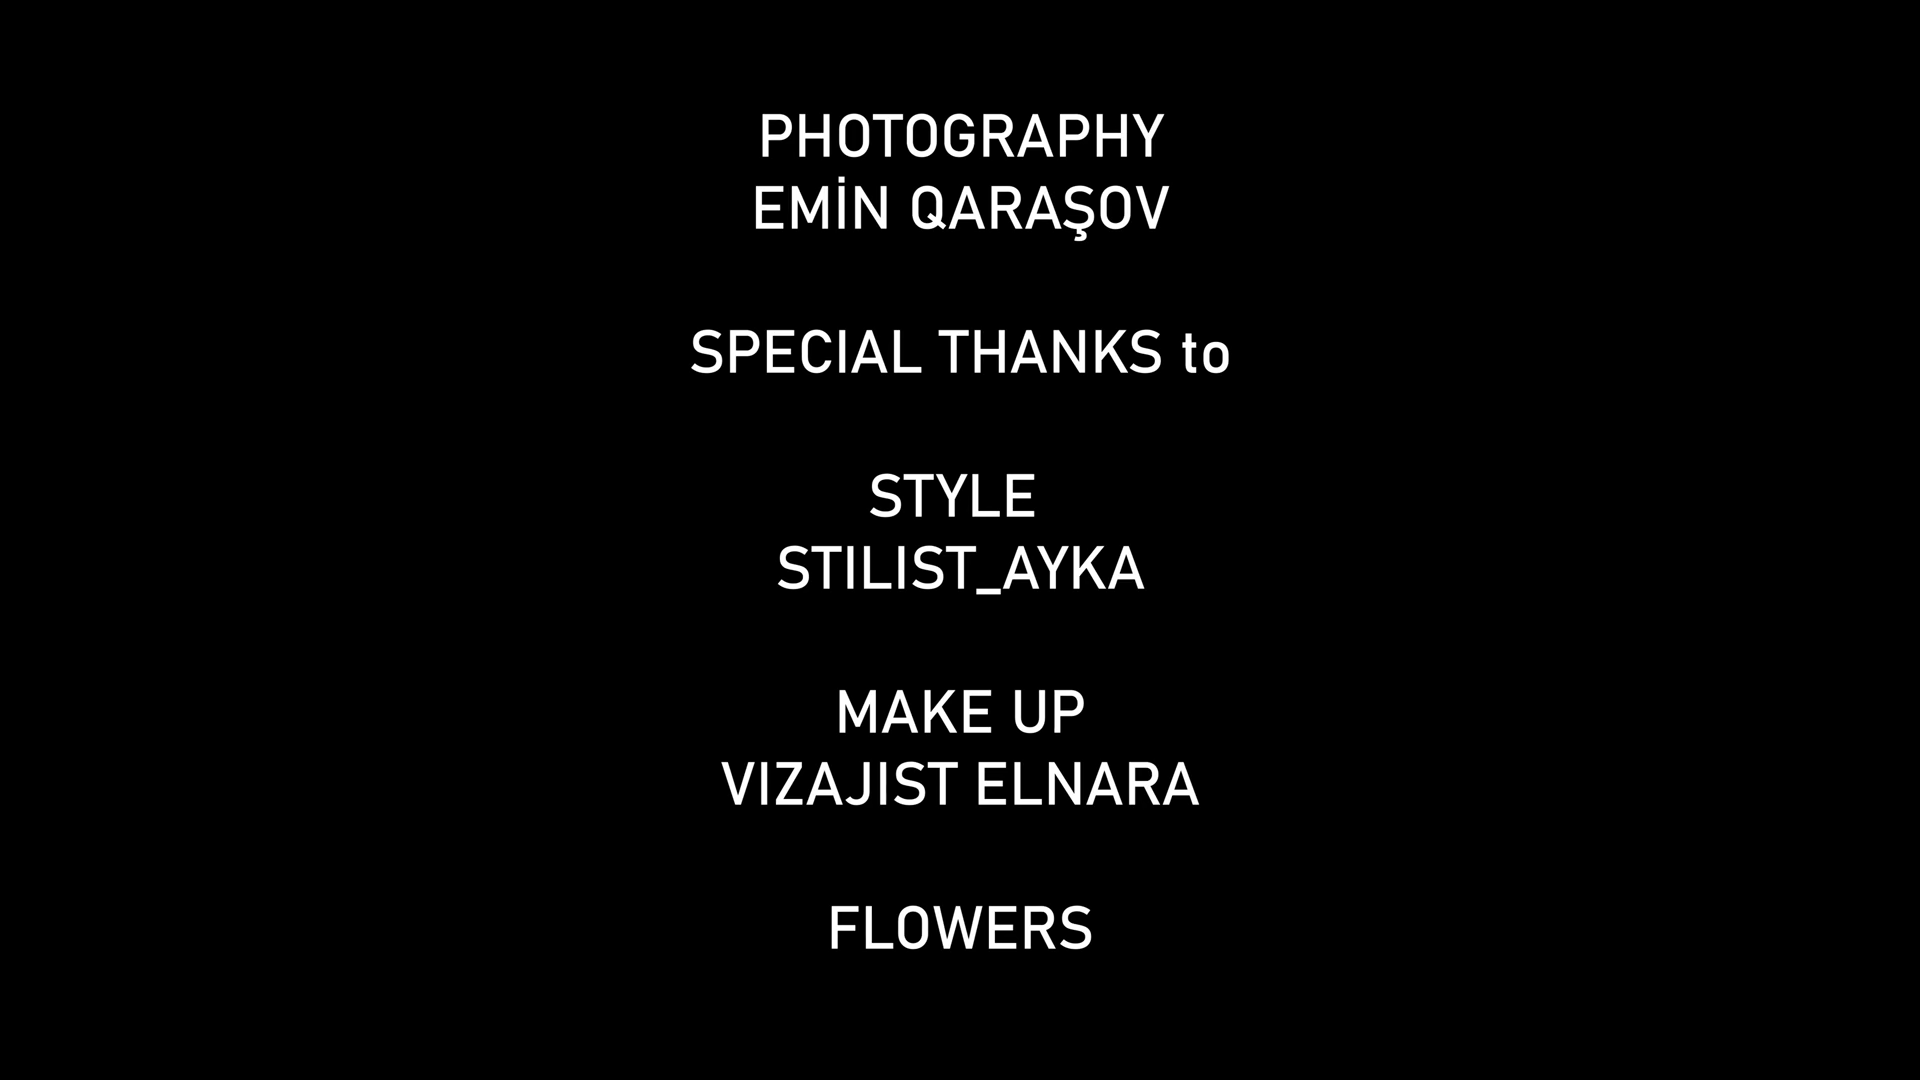 PHOTOGRAPHY
EMİN QARAŞOV
SPECIAL THANKS to
STYLE
STILIST_AYKA
MAKE UP
VIZAJIST ELNARA
FLOWERS